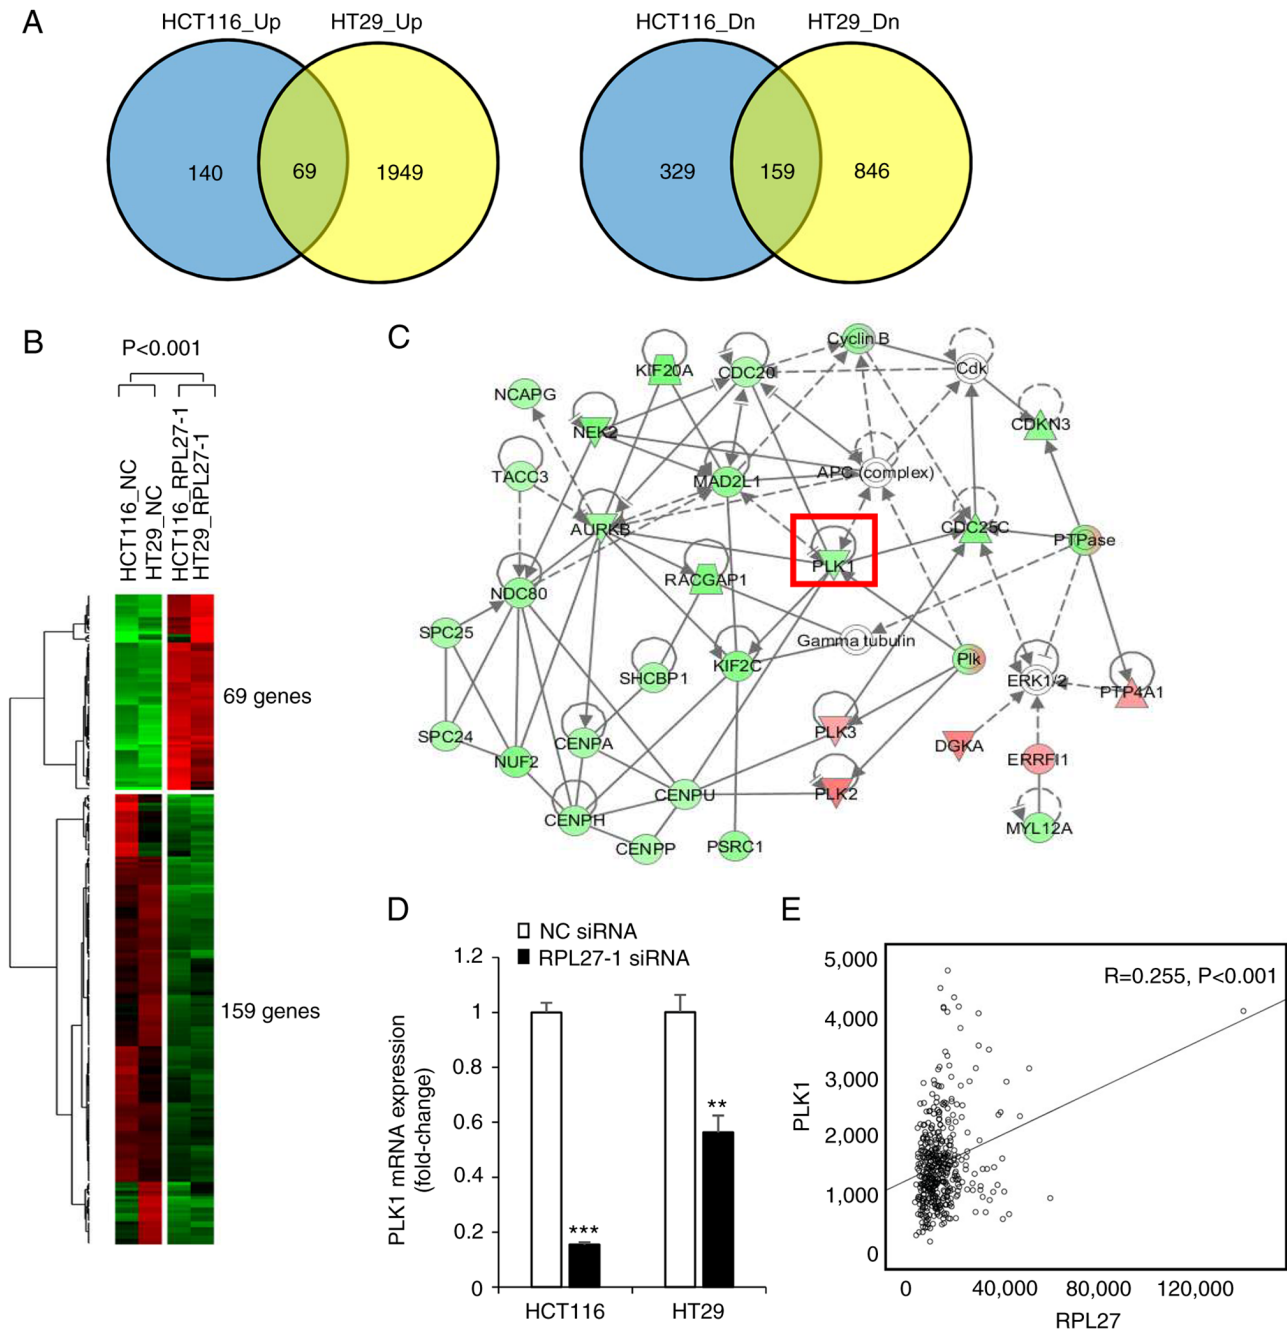 A
HCT116_Up
HT29_Up
HCT116_Dn
HT29_Dn
140
69
1949
329
159
846
B
P<0.001
HCT116_NC
HT29_NC
HCT116_RPL27-1
HT29_RPL27-1
69 genes
159 genes
C
Cyclin B
KIF20A
CDC20
Cdk
NCAPG
NEK2
CDKN3
TACC3
MAD2L1
APC (complex)
AURKB
CDC25C
PTPase
PLK1
RACGAP1
NDC80
SPC25
Gamma tubulin
SHCBP1
KIF2C
Plk
ERK1/2
PTP4A1
SPC24
CENPA
PLK3
DGKA
NUF2
ERRFI1
CENPU
PLK2
CENPH
MYL12A
CENPP
PSRC1
D
NC siRNA
RPL27-1 siRNA
PLK1 mRNA expression
(fold-change)
1.2
1
0.8
0.6
0.4
0.2
0
***
**
HCT116
HT29
E
R=0.255, P<0.001
PLK1
5,000
4,000
3,000
2,000
1,000
0
0
40,000
80,000
120,000
RPL27